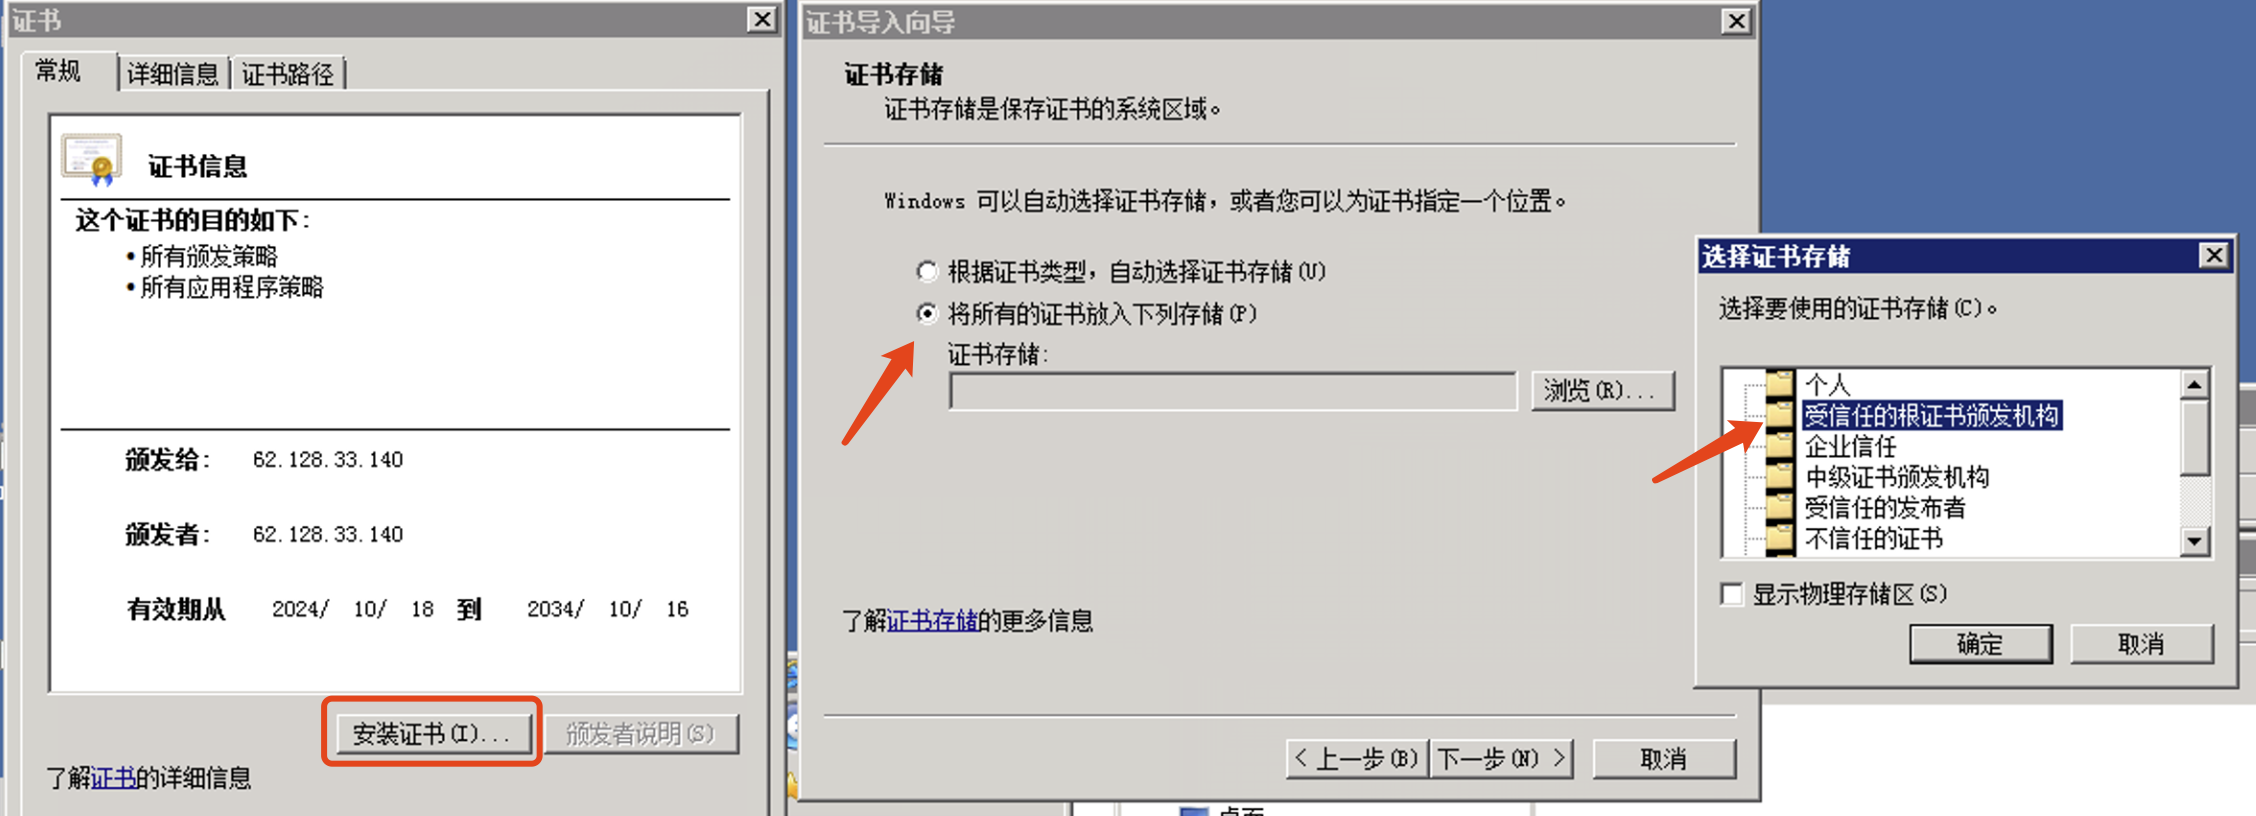 证书
常规
详细信息
证书路径
证书信息
这个证书的目的如下:
•所有颁发策略
•所有应用程序策略
颁发给: 62.128.33.140
颁发者: 62.128.33.140
有效期从 2024/ 10/ 18 到 2034/ 10/ 16
安装证书(I)...
颁发者说明(S)
了解证书的详细信息
证书导入向导
证书存储
证书存储是保存证书的系统区域。
Windows 可以自动选择证书存储，或者您可以为证书指定一个位置。
根据证书类型，自动选择证书存储(U)
将所有的证书放入下列存储(P)
证书存储:
浏览(R)...
了解证书存储的更多信息
< 上一步(B)
下一步(N) >
取消
选择证书存储
选择要使用的证书存储(C)。
个人
受信任的根证书颁发机构
企业信任
中级证书颁发机构
受信任的发布者
不信任的证书
显示物理存储区(S)
确定
取消